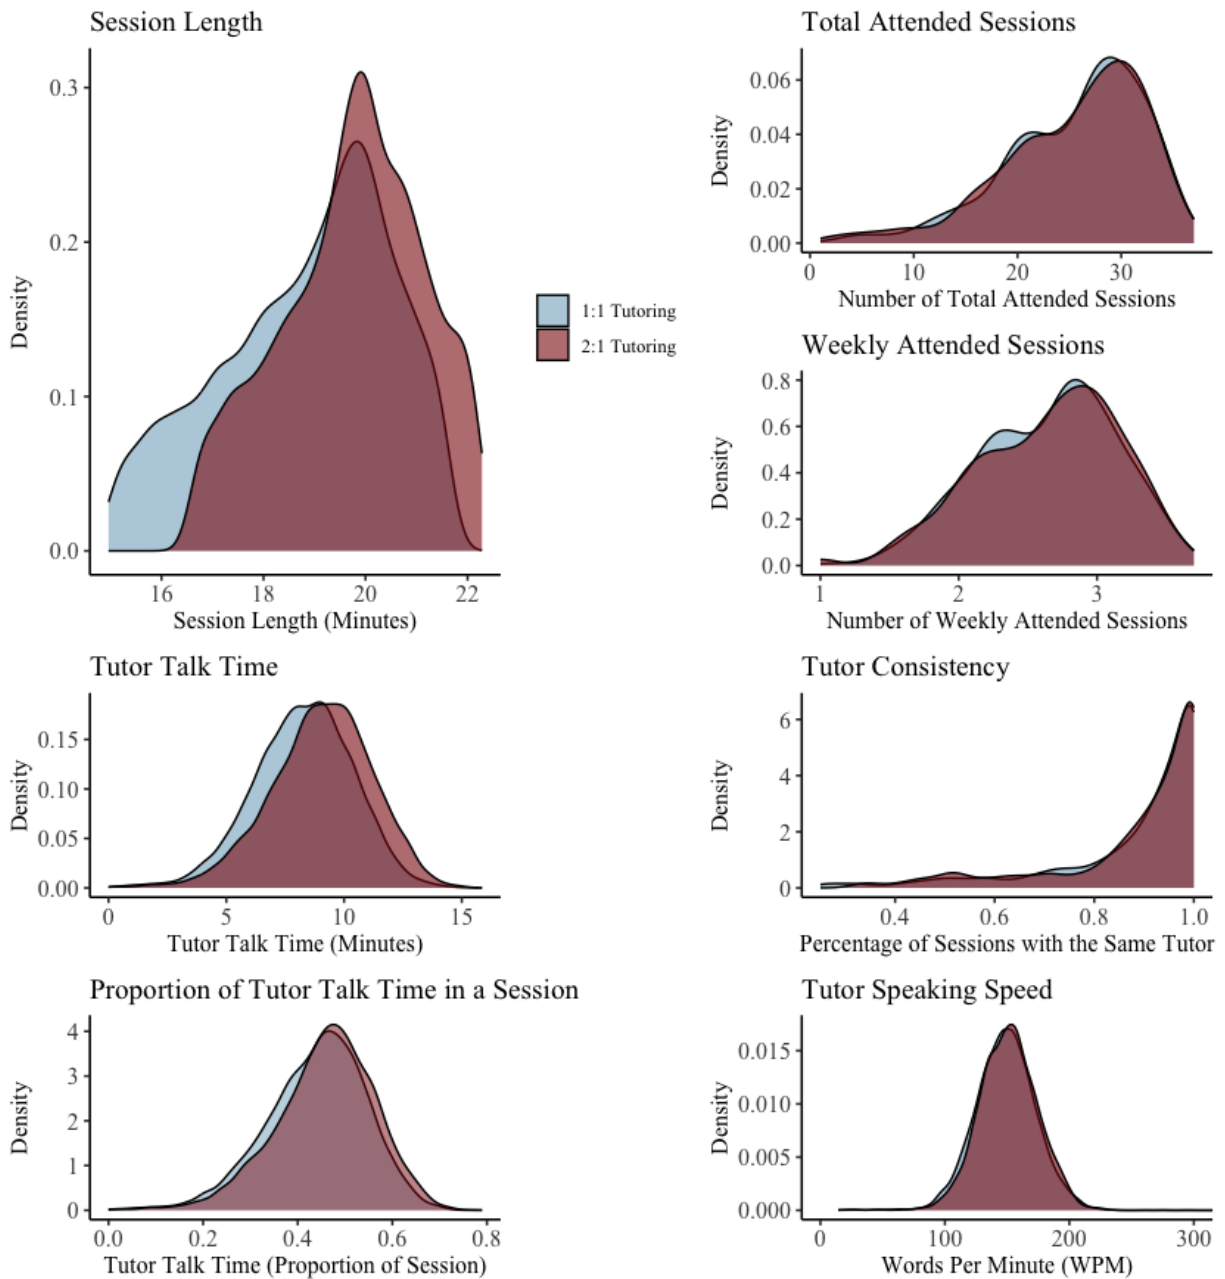 Session Length
0.3
0.2
0.1
0.0
Density
16 18 20 22
Session Length (Minutes)
1:1 Tutoring
2:1 Tutoring
Total Attended Sessions
0.06
0.04
0.02
0.00
Density
0 10 20 30
Number of Total Attended Sessions
Weekly Attended Sessions
0.8
0.6
0.4
0.2
0.0
Density
1 2 3
Number of Weekly Attended Sessions
Tutor Talk Time
0.15
0.10
0.05
0.00
Density
0 5 10 15
Tutor Talk Time (Minutes)
Tutor Consistency
6
4
2
0
Density
0.4 0.6 0.8 1.0
Percentage of Sessions with the Same Tutor
Proportion of Tutor Talk Time in a Session
4
3
2
1
0
Density
0.0 0.2 0.4 0.6 0.8
Tutor Talk Time (Proportion of Session)
Tutor Speaking Speed
0.015
0.010
0.005
0.000
Density
0 100 200 300
Words Per Minute (WPM)